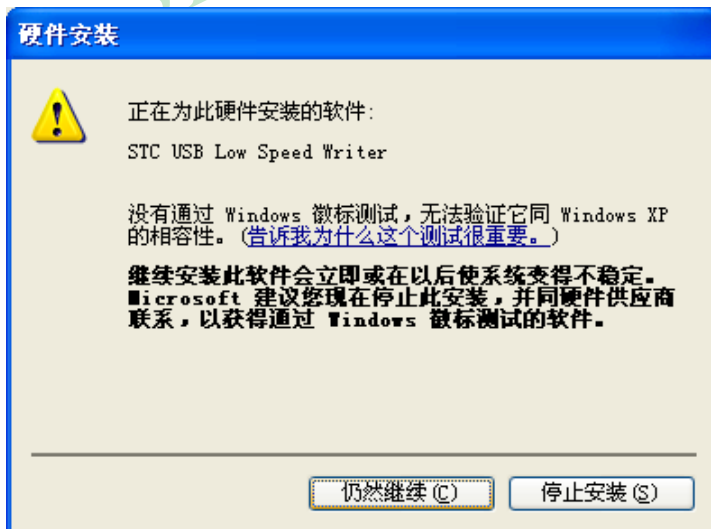 硬件安装
正在为此硬件安装的软件:
STC USB Low Speed Writer
没有通过 Windows 徽标测试，无法验证它同 Windows XP
的相容性。(告诉我为什么这个测试很重要。)
继续安装此软件会立即或在以后使系统变得不稳定。
Microsoft 建议您现在停止此安装，并同硬件供应商
联系，以获得通过 Windows 徽标测试的软件。
仍然继续(C) 停止安装(S)